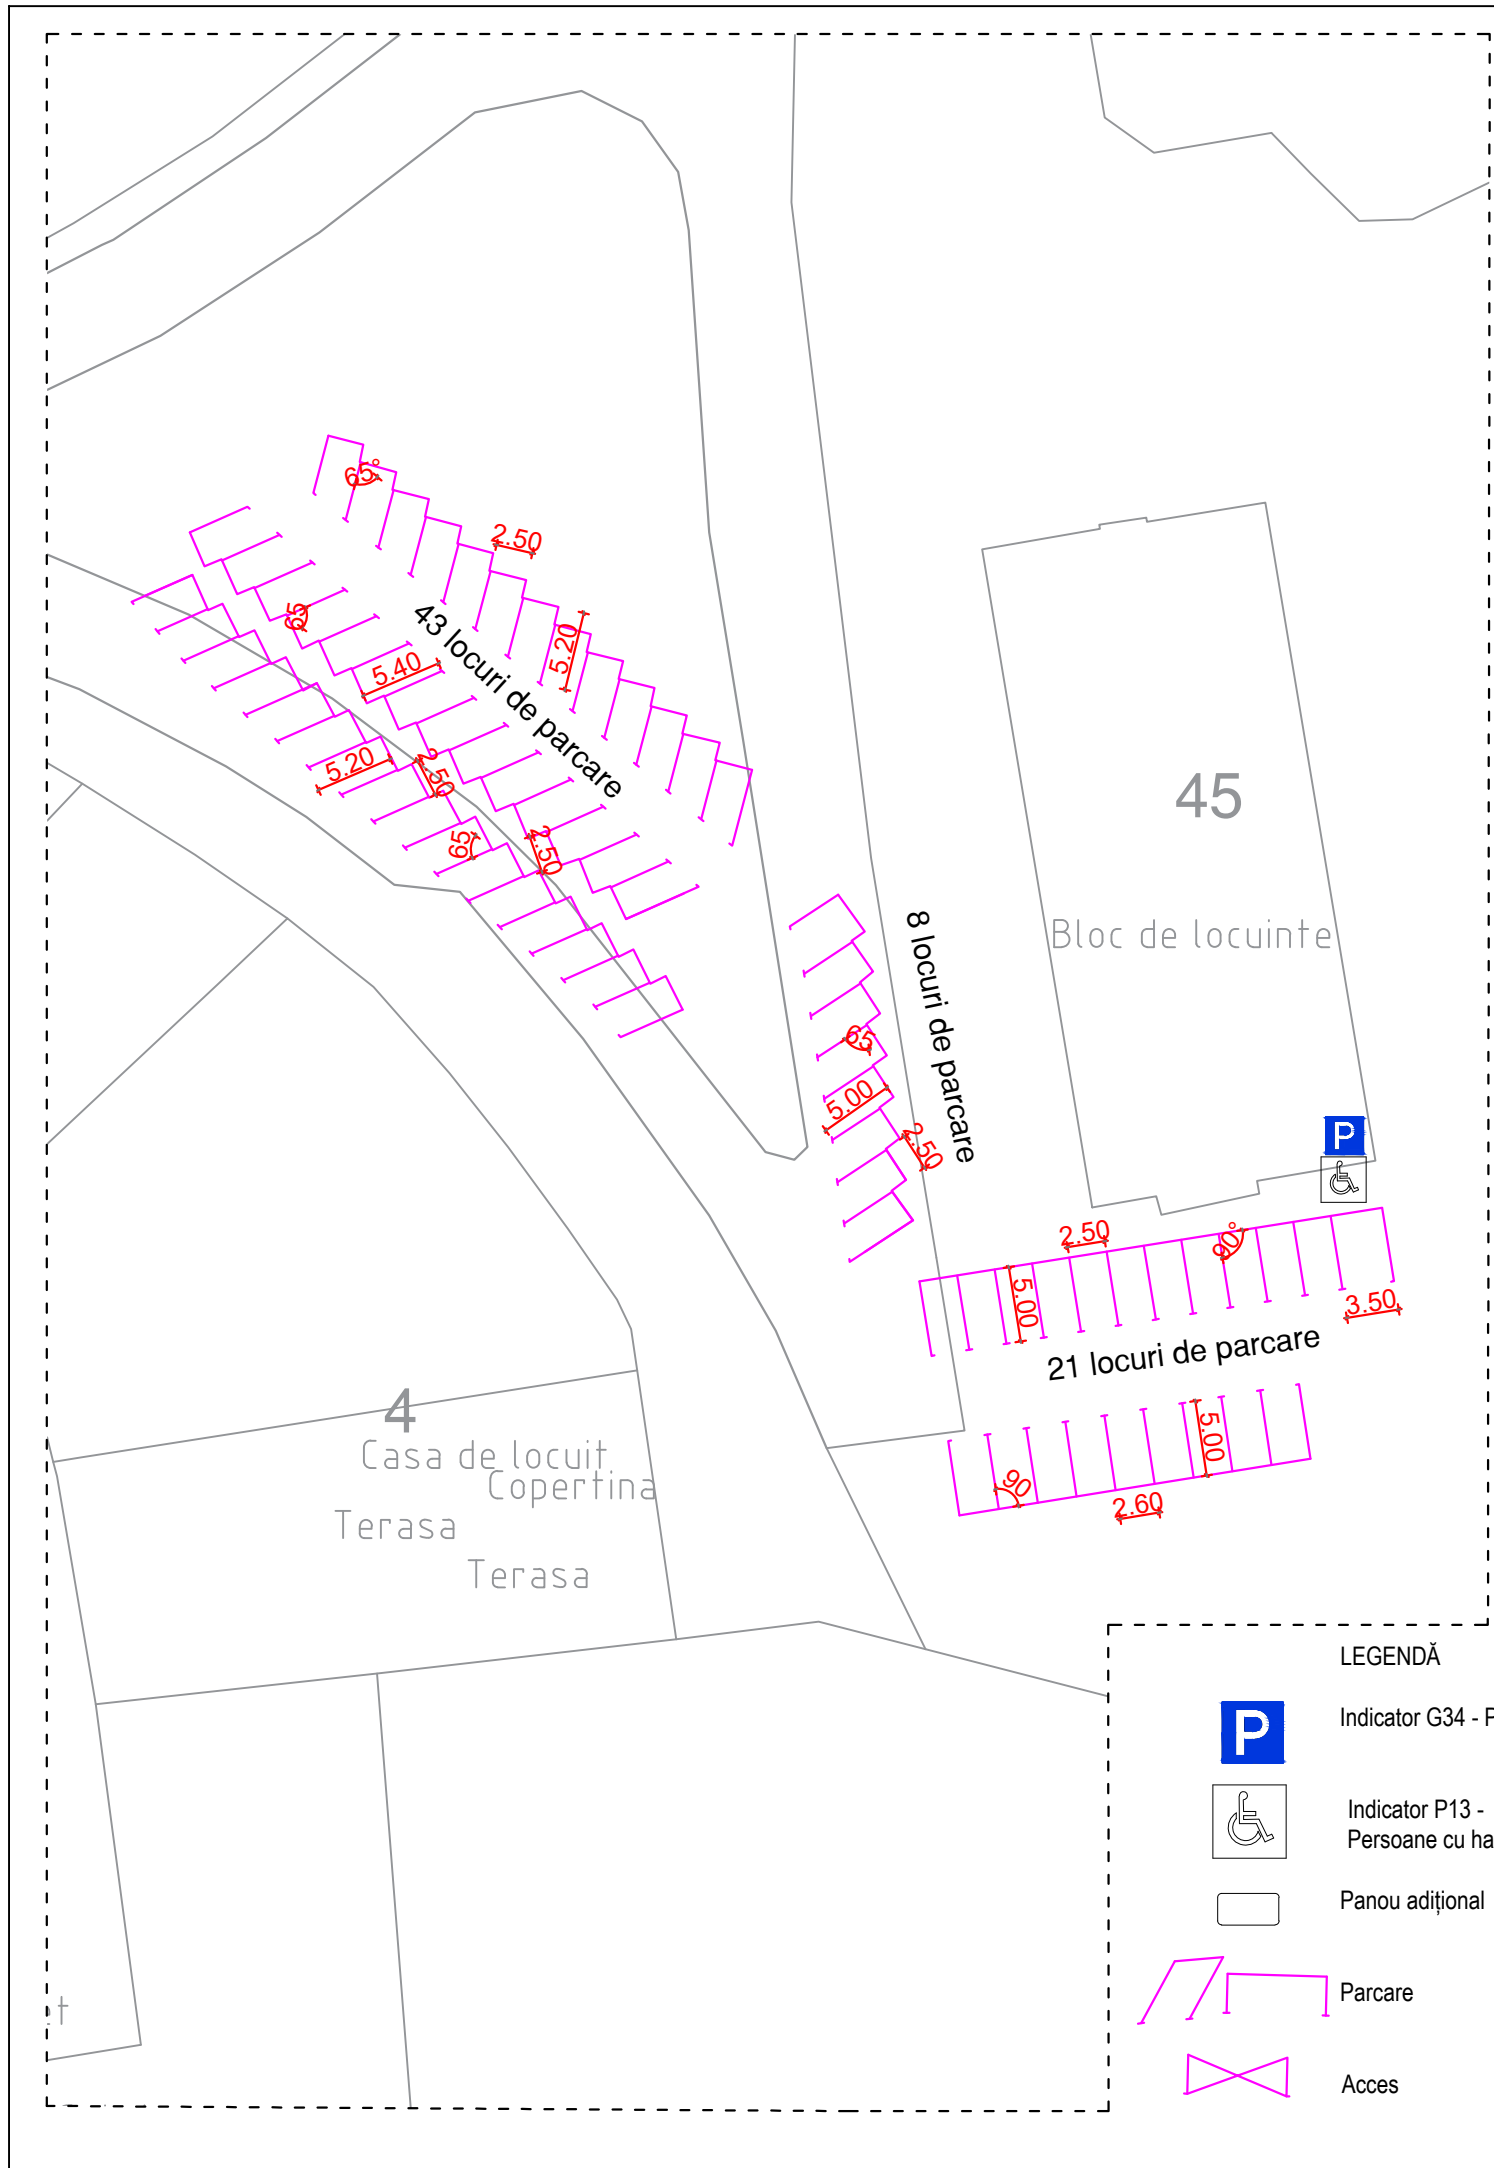 65°
2.50
65
5.20
43 locuri de parcare
5.40
5.20
2.50
65
2.50
45
Bloc de locuinte
8 locuri de parcare
65
5.00
2.50
P
2.50
90°
5.00
3.50
21 locuri de parcare
4
Casa de locuit
Copertina
Terasa
Terasa
5.00
90
2.60
LEGENDĂ
P
Indicator G34 - P
Indicator P13 -
Persoane cu ha
Panou adițional
Parcare
Acces